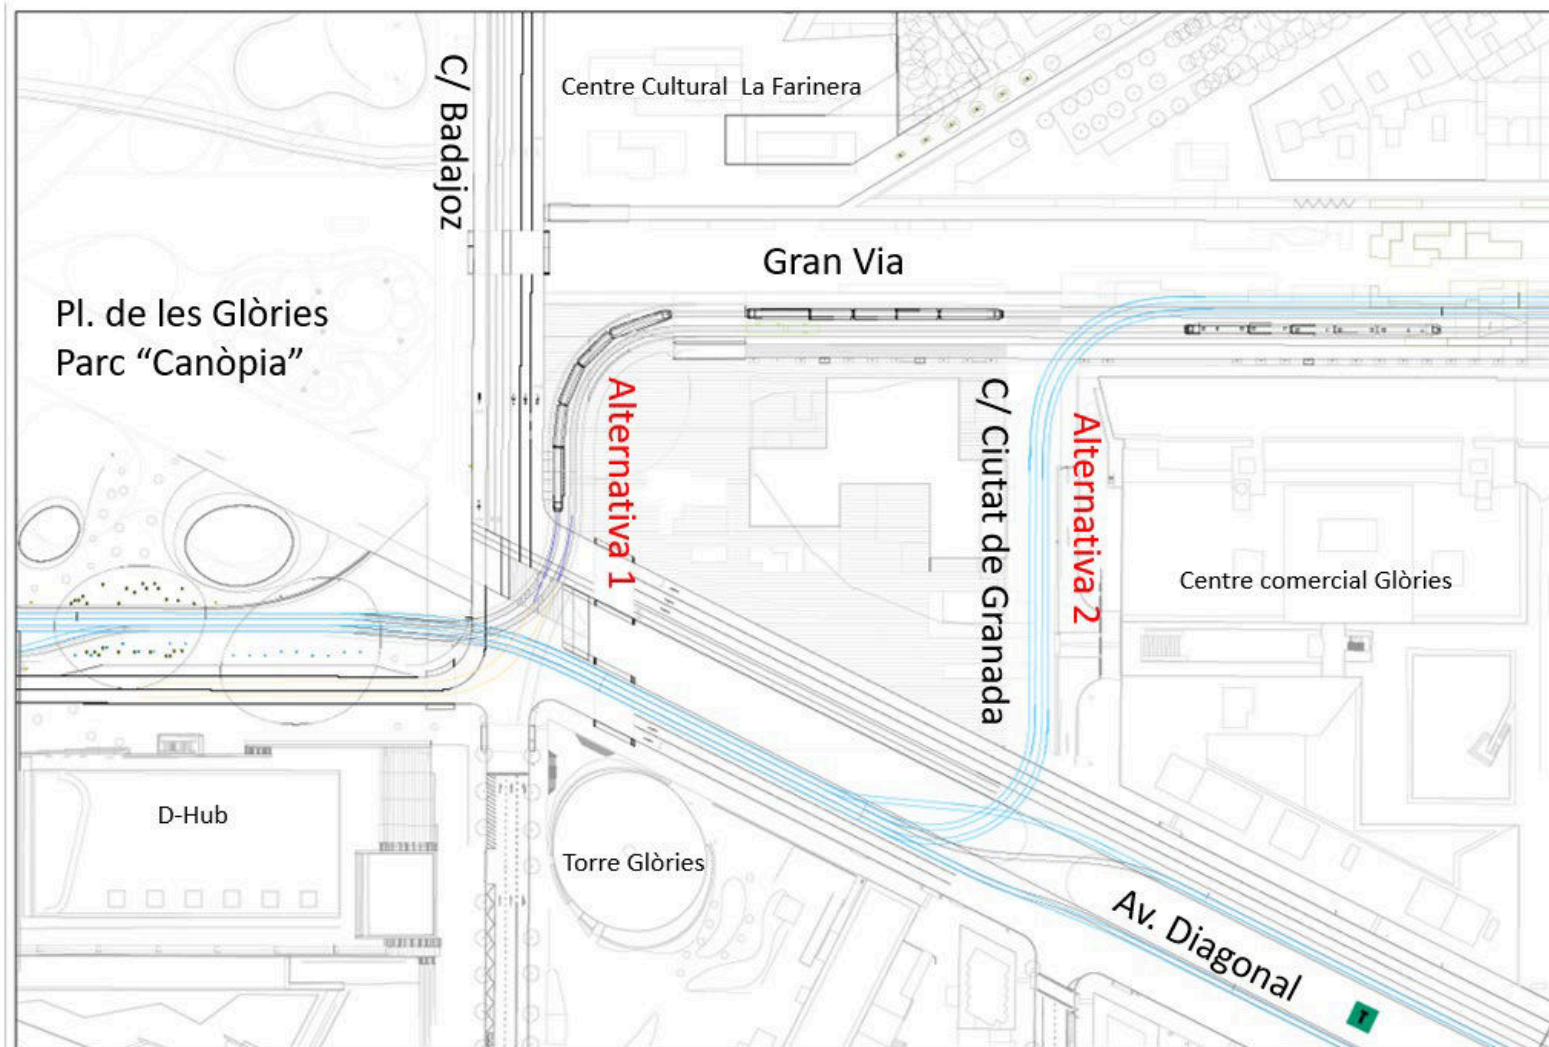 C/ Badajoz
Centre Cultural La Farinera
Gran Via
Pl. de les Glòries
Parc “Canòpia”
Alternativa 1
C/ Ciutat de Granada
Alternativa 2
Centre comercial Glòries
D-Hub
Torre Glòries
Av. Diagonal
T